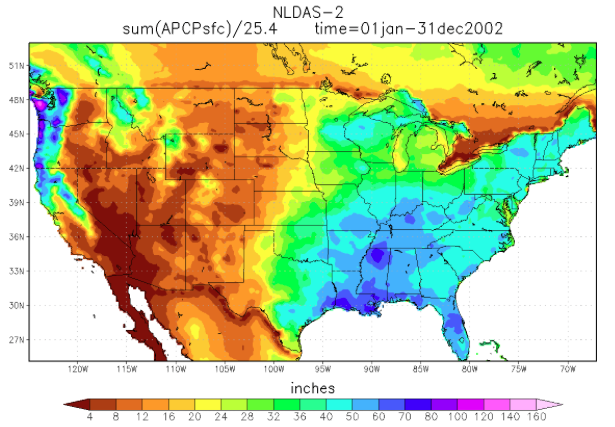 NLDAS-2
sum(APCPsfc)/25.4 time=01jan-31dec2002
51N
48N
45N
42N
39N
36N
33N
30N
27N
120W 115W 110W 105W 100W 95W 90W 85W 80W 75W 70W
inches
4 8 12 16 20 24 28 32 36 40 60 70 80 100 120 140 160